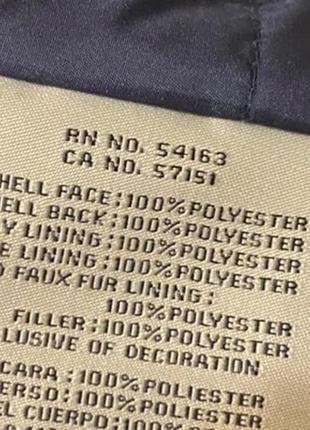 RN NO. 54163
CA NO. 57151
HELL FACE:100%POLYESTER
ELL BACK:100%POLYESTER
Y LINING:100%POLYESTER
E LINING:100%POLYESTER
) FAUX FUR LINING:
100%POLYESTER
FILLER:100%POLYESTER
LUSIVE OF DECORATION
CARA:100%POLIESTER
ERSO:100%POLIESTER
EL CUERPO:100%POLIESTER